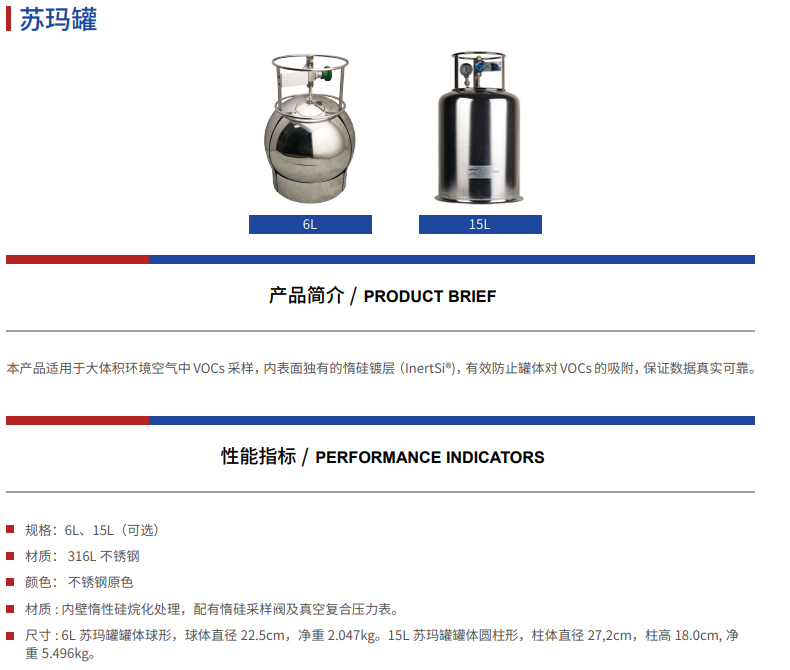 苏玛罐
6L
15L
产品简介 / PRODUCT BRIEF
本产品适用于大体积环境空气中 VOCs 采样，内表面独有的惰硅镀层（InertSi®)，有效防止罐体对 VOCs 的吸附，保证数据真实可靠。
性能指标 / PERFORMANCE INDICATORS
规格：6L、15L（可选）
材质： 316L 不锈钢
颜色： 不锈钢原色
材质 : 内壁惰性硅烷化处理，配有惰硅采样阀及真空复合压力表。
尺寸 : 6L 苏玛罐罐体球形，球体直径 22.5cm，净重 2.047kg。15L 苏玛罐罐体圆柱形，柱体直径 27,2cm，柱高 18.0cm, 净
重 5.496kg。